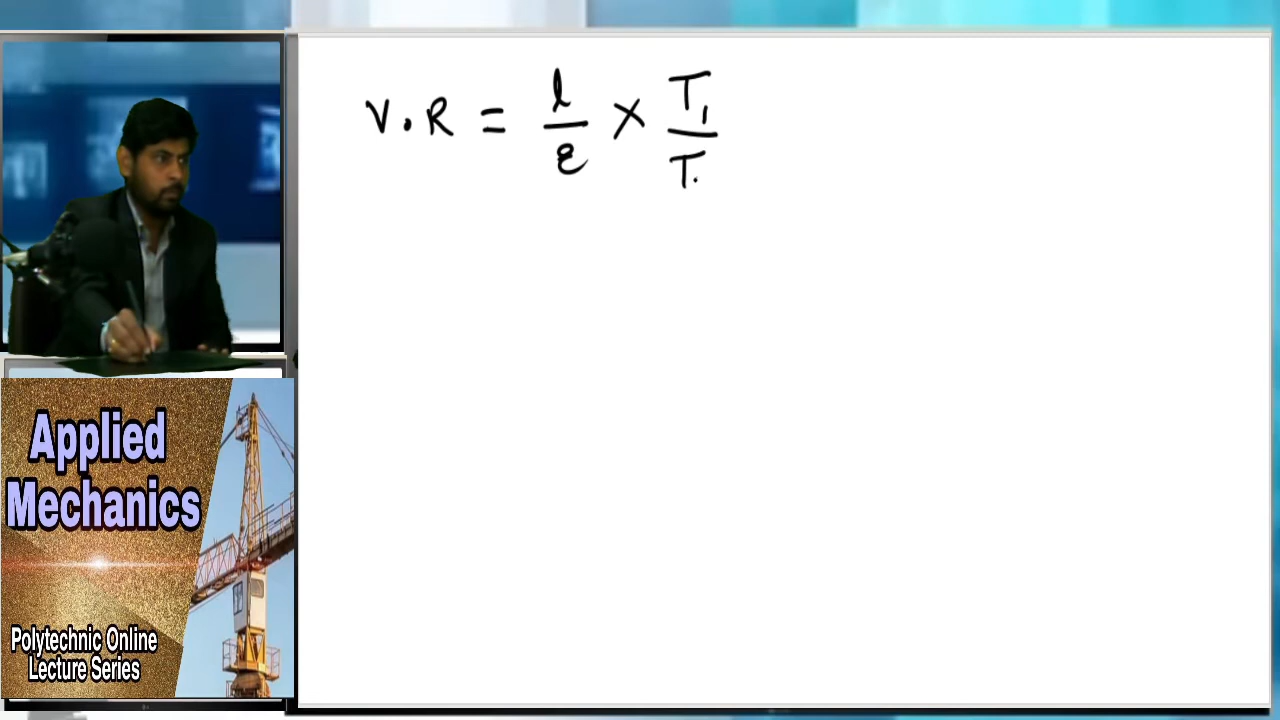 V.R = l/r × T1/T.
Applied
Mechanics
Polytechnic Online
Lecture Series